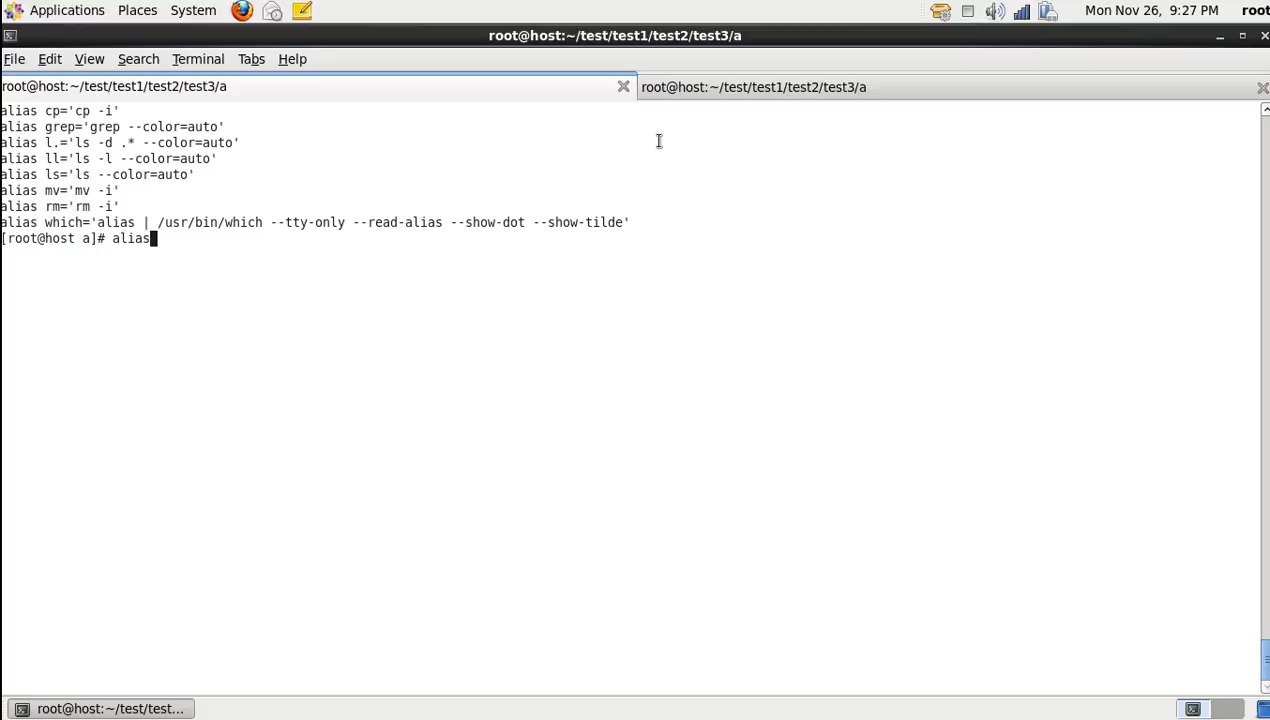 Applications Places System Mon Nov 26, 9:27 PM root
root@host:~/test/test1/test2/test3/a
File Edit View Search Terminal Tabs Help
root@host:~/test/test1/test2/test3/a root@host:~/test/test1/test2/test3/a
alias cp='cp -i'
alias grep='grep --color=auto'
alias l.='ls -d .* --color=auto'
alias ll='ls -l --color=auto'
alias ls='ls --color=auto'
alias mv='mv -i'
alias rm='rm -i'
alias which='alias | /usr/bin/which --tty-only --read-alias --show-dot --show-tilde'
[root@host a]# alias
root@host:~/test/test...